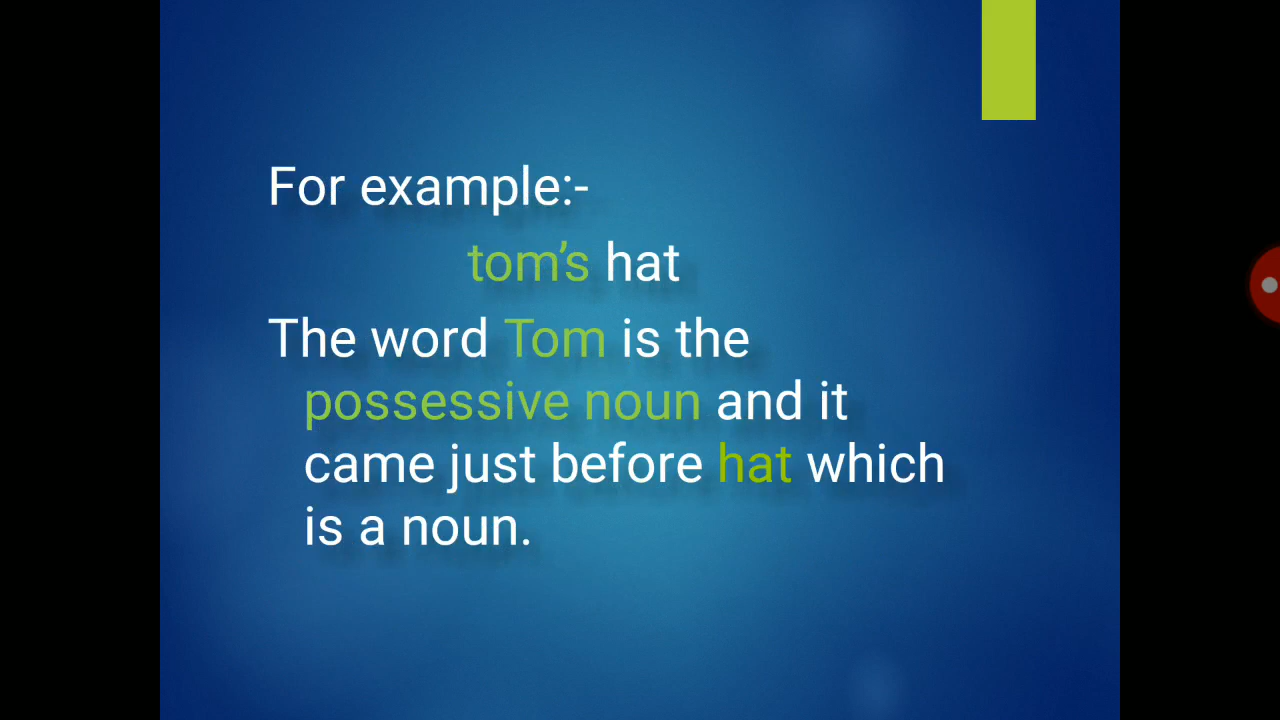 For example:-
tom’s hat
The word Tom is the
possessive noun and it
came just before hat which
is a noun.